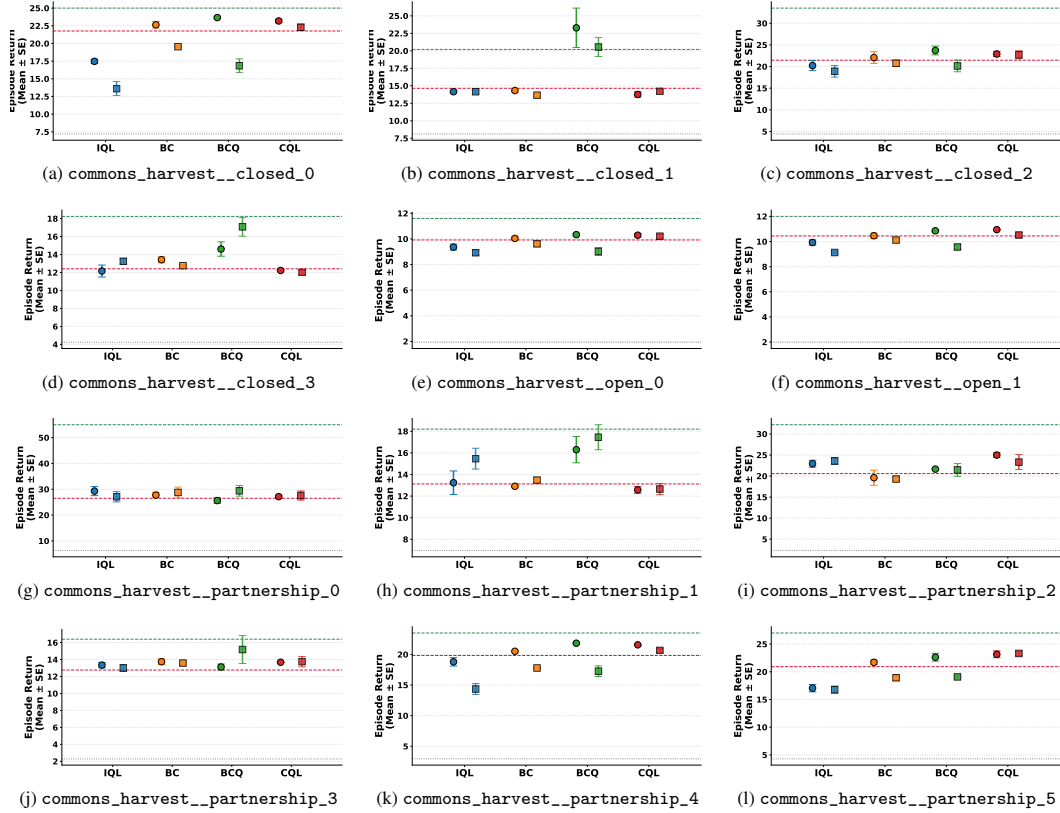 Episode Return
(Mean ± SE)
25.0
22.5
20.0
17.5
15.0
12.5
10.0
7.5
IQL BC BCQ CQL
(a) commons_harvest__closed_0
Episode Return
(Mean ± SE)
25.0
22.5
20.0
17.5
15.0
12.5
10.0
7.5
IQL BC BCQ CQL
(b) commons_harvest__closed_1
Episode Return
(Mean ± SE)
30
25
20
15
10
5
IQL BC BCQ CQL
(c) commons_harvest__closed_2
Episode Return
(Mean ± SE)
18
16
14
12
10
8
6
4
IQL BC BCQ CQL
(d) commons_harvest__closed_3
Episode Return
(Mean ± SE)
12
10
8
6
4
2
IQL BC BCQ CQL
(e) commons_harvest__open_0
Episode Return
(Mean ± SE)
12
10
8
6
4
2
IQL BC BCQ CQL
(f) commons_harvest__open_1
Episode Return
(Mean ± SE)
50
40
30
20
10
IQL BC BCQ CQL
(g) commons_harvest__partnership_0
Episode Return
(Mean ± SE)
18
16
14
12
10
8
IQL BC BCQ CQL
(h) commons_harvest__partnership_1
Episode Return
(Mean ± SE)
30
25
20
15
10
5
IQL BC BCQ CQL
(i) commons_harvest__partnership_2
Episode Return
(Mean ± SE)
16
14
12
10
8
6
4
2
IQL BC BCQ CQL
(j) commons_harvest__partnership_3
Episode Return
(Mean ± SE)
20
15
10
5
IQL BC BCQ CQL
(k) commons_harvest__partnership_4
Episode Return
(Mean ± SE)
25
20
15
10
5
IQL BC BCQ CQL
(l) commons_harvest__partnership_5